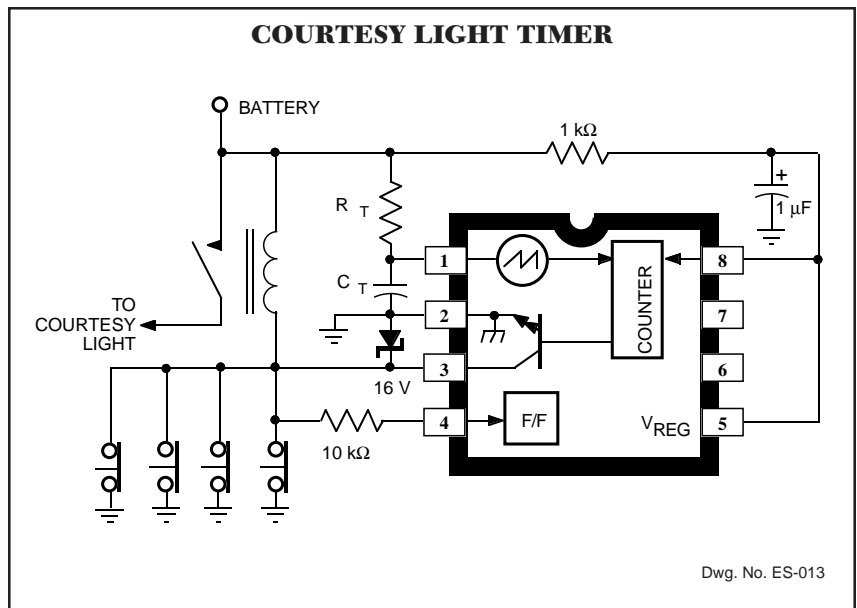 COURTESY LIGHT TIMER
BATTERY
1 kΩ
+
1 μF
R T
C T
1
2
3
4
8
7
6
5
COUNTER
TO
COURTESY
LIGHT
16 V
F/F
VREG
10 kΩ
Dwg. No. ES-013